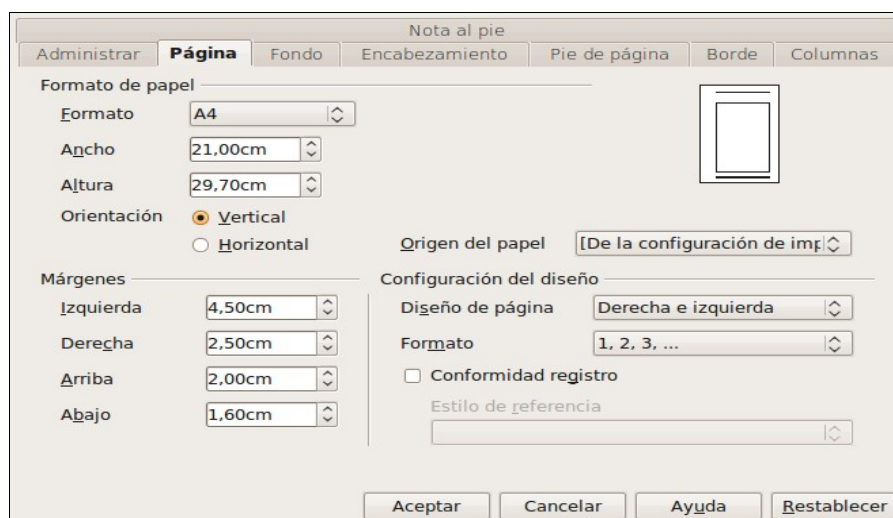 Nota al pie
Administrar Página Fondo Encabezamiento Pie de página Borde Columnas
Formato de papel
Formato A4
Ancho 21,00cm
Altura 29,70cm
Orientación Vertical
Horizontal Origen del papel [De la configuración de imp
Márgenes Configuración del diseño
Izquierda 4,50cm Diseño de página Derecha e izquierda
Derecha 2,50cm Formato 1, 2, 3, ...
Arriba 2,00cm Conformidad registro
Abajo 1,60cm Estilo de referencia
Aceptar Cancelar Ayuda Restablecer